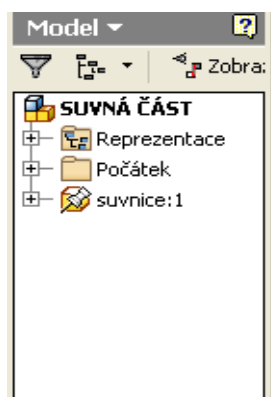 Model
Zobra:
SUVNÁ ČÁST
Reprezentace
Počátek
suvnice:1